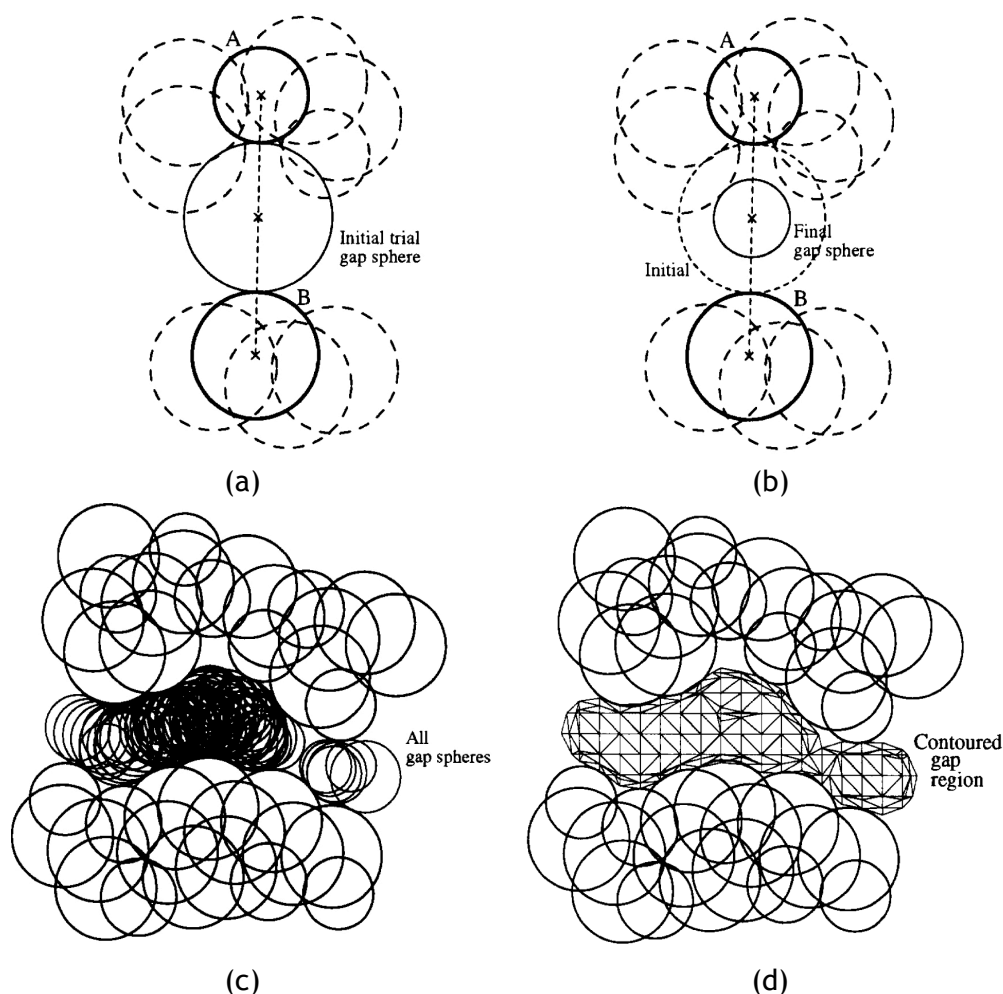 A
Initial trial
gap sphere
B
(a)
A
Final
gap sphere
Initial
B
(b)
All
gap spheres
(c)
Contoured
gap
region
(d)